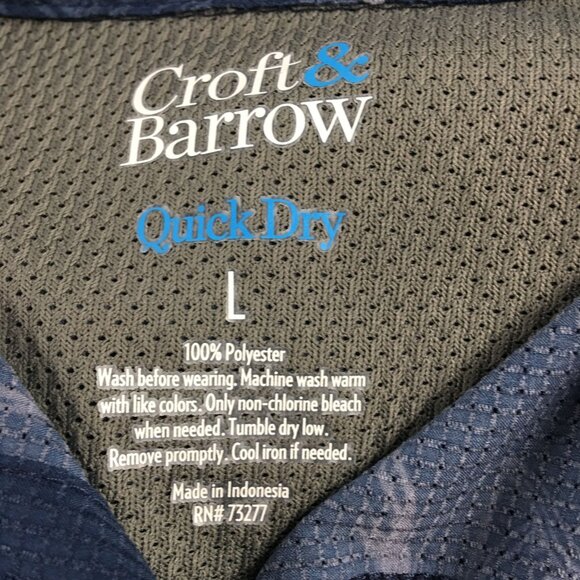 Croft&
Barrow
Quick Dry
L
100% Polyester
Wash before wearing. Machine wash warm
with like colors. Only non-chlorine bleach
when needed. Tumble dry low.
Remove promptly. Cool iron if needed.
Made in Indonesia
RN# 73277